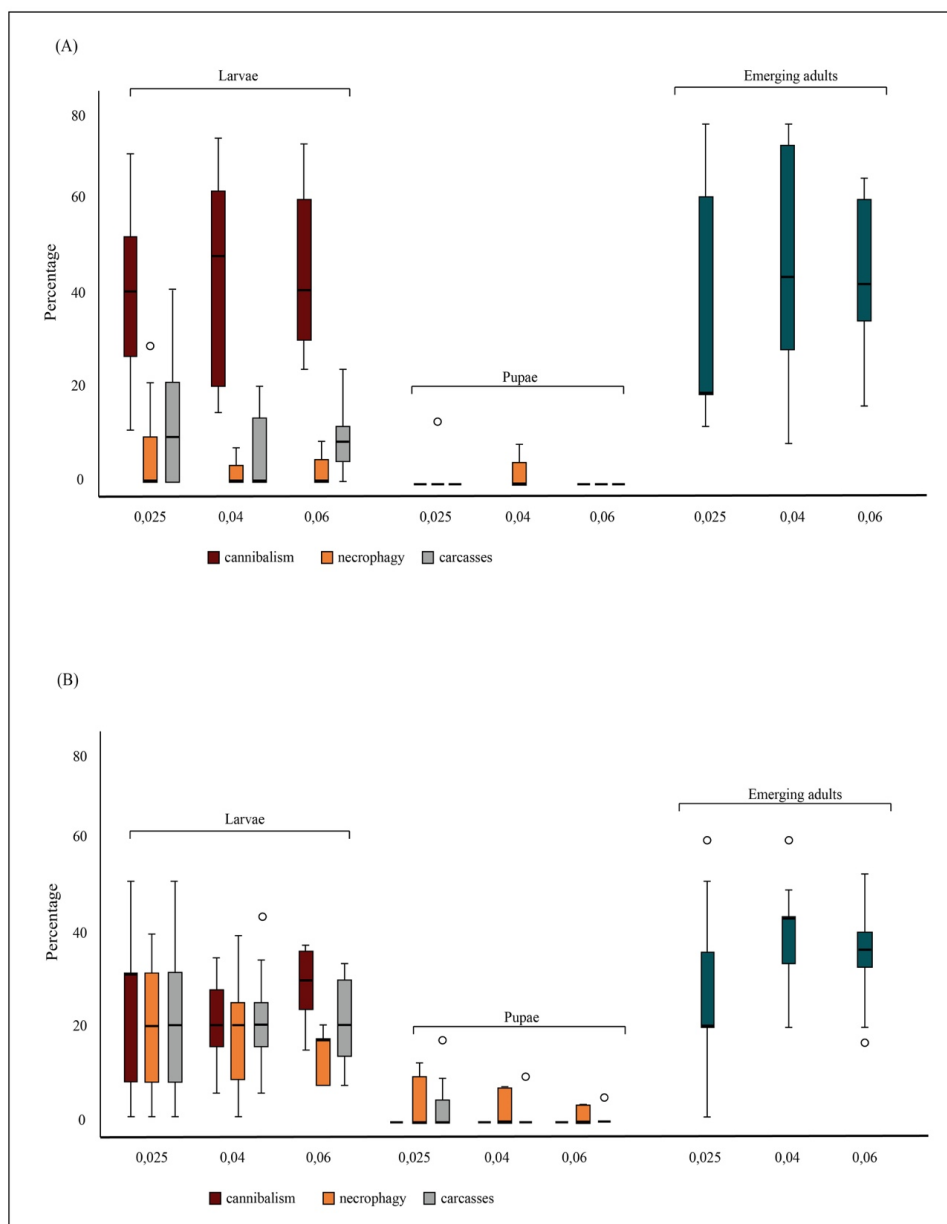 (A)
Larvae
Emerging adults
80
60
Percentage
40
20
Pupae
0
0,025 0,04 0,06 0,025 0,04 0,06 0,025 0,04 0,06
cannibalism necrophagy carcasses
(B)
80
Emerging adults
Larvae
60
Percentage
40
20
Pupae
0
0,025 0,04 0,06 0,025 0,04 0,06 0,025 0,04 0,06
cannibalism necrophagy carcasses